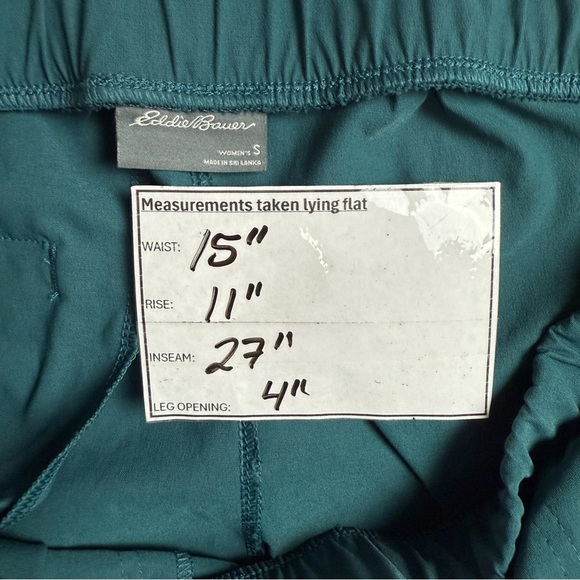 Eddie Bauer
WOMEN'S S
MADE IN SRI LANKA
Measurements taken lying flat
WAIST: 15"
RISE: 11"
INSEAM: 27"
LEG OPENING: 4"